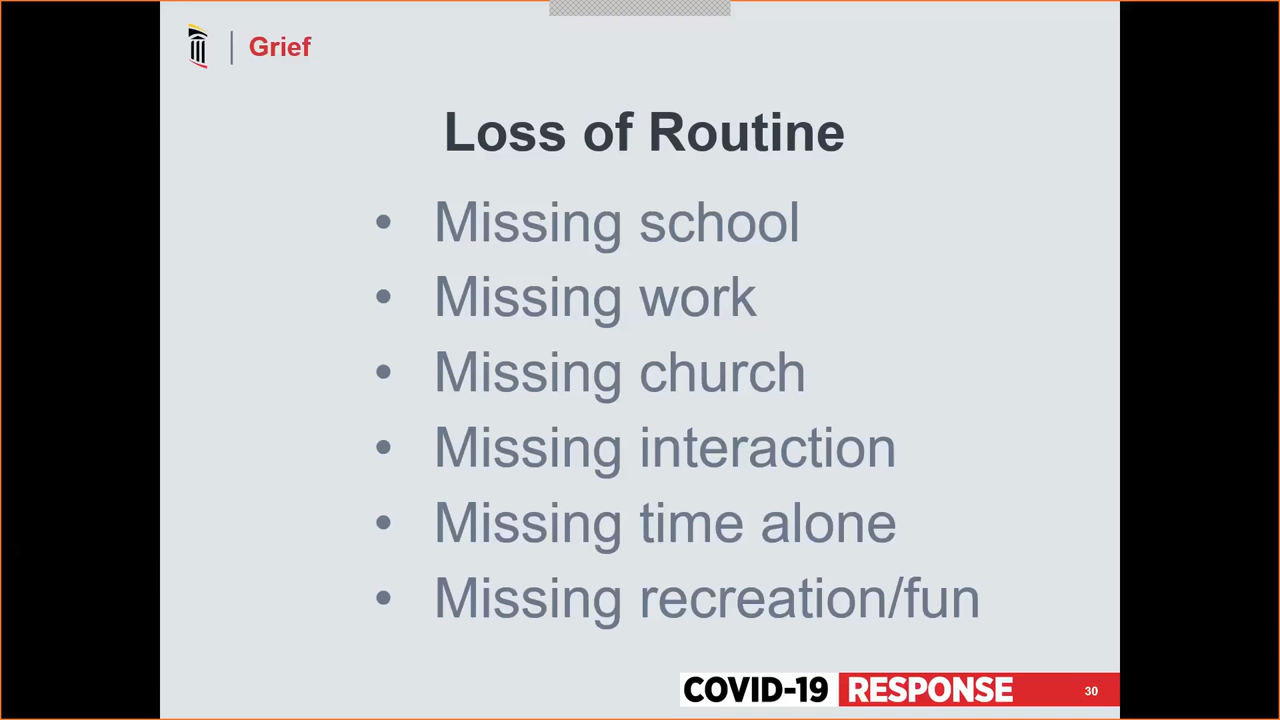 Grief
Loss of Routine
• Missing school
• Missing work
• Missing church
• Missing interaction
• Missing time alone
• Missing recreation/fun
COVID-19 RESPONSE 30